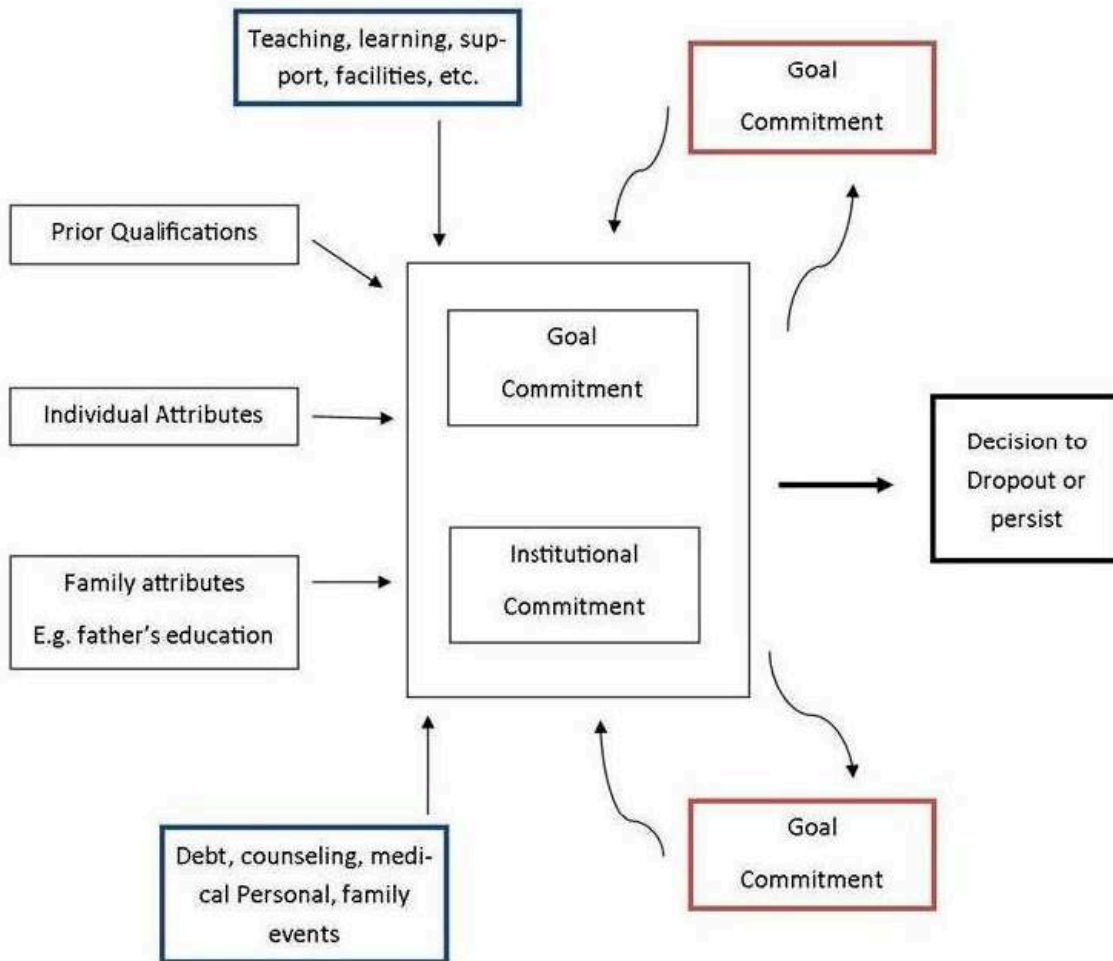 Teaching, learning, sup-
port, facilities, etc.
Goal
Commitment
Prior Qualifications
Goal
Commitment
Individual Attributes
Decision to
Dropout or
persist
Institutional
Commitment
Family attributes
E.g. father's education
Goal
Commitment
Debt, counseling, medi-
cal Personal, family
events